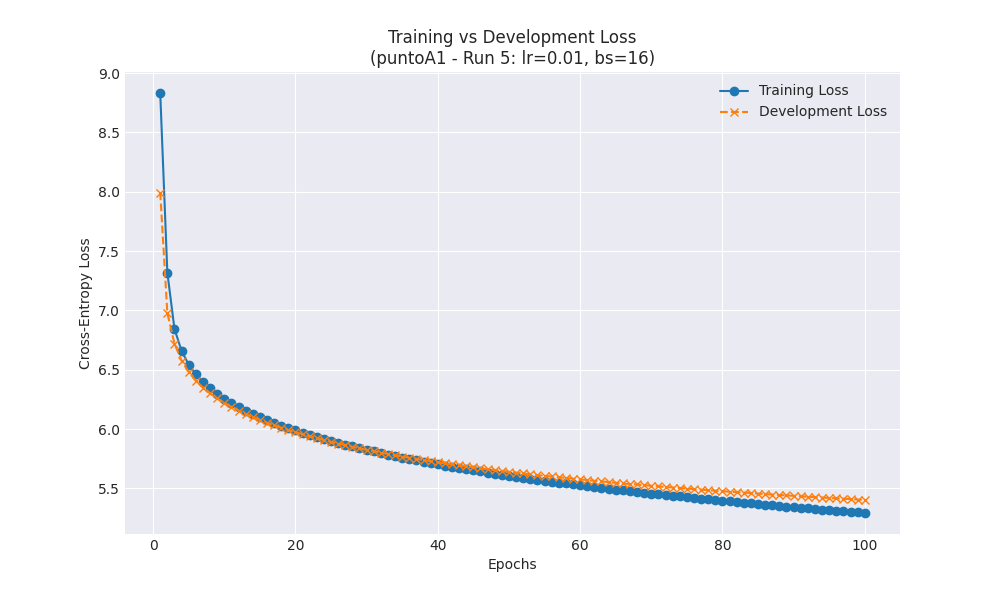 Training vs Development Loss
(puntoA1 - Run 5: lr=0.01, bs=16)
Training Loss
Development Loss
Cross-Entropy Loss
9.0
8.5
8.0
7.5
7.0
6.5
6.0
5.5
0 20 40 60 80 100
Epochs